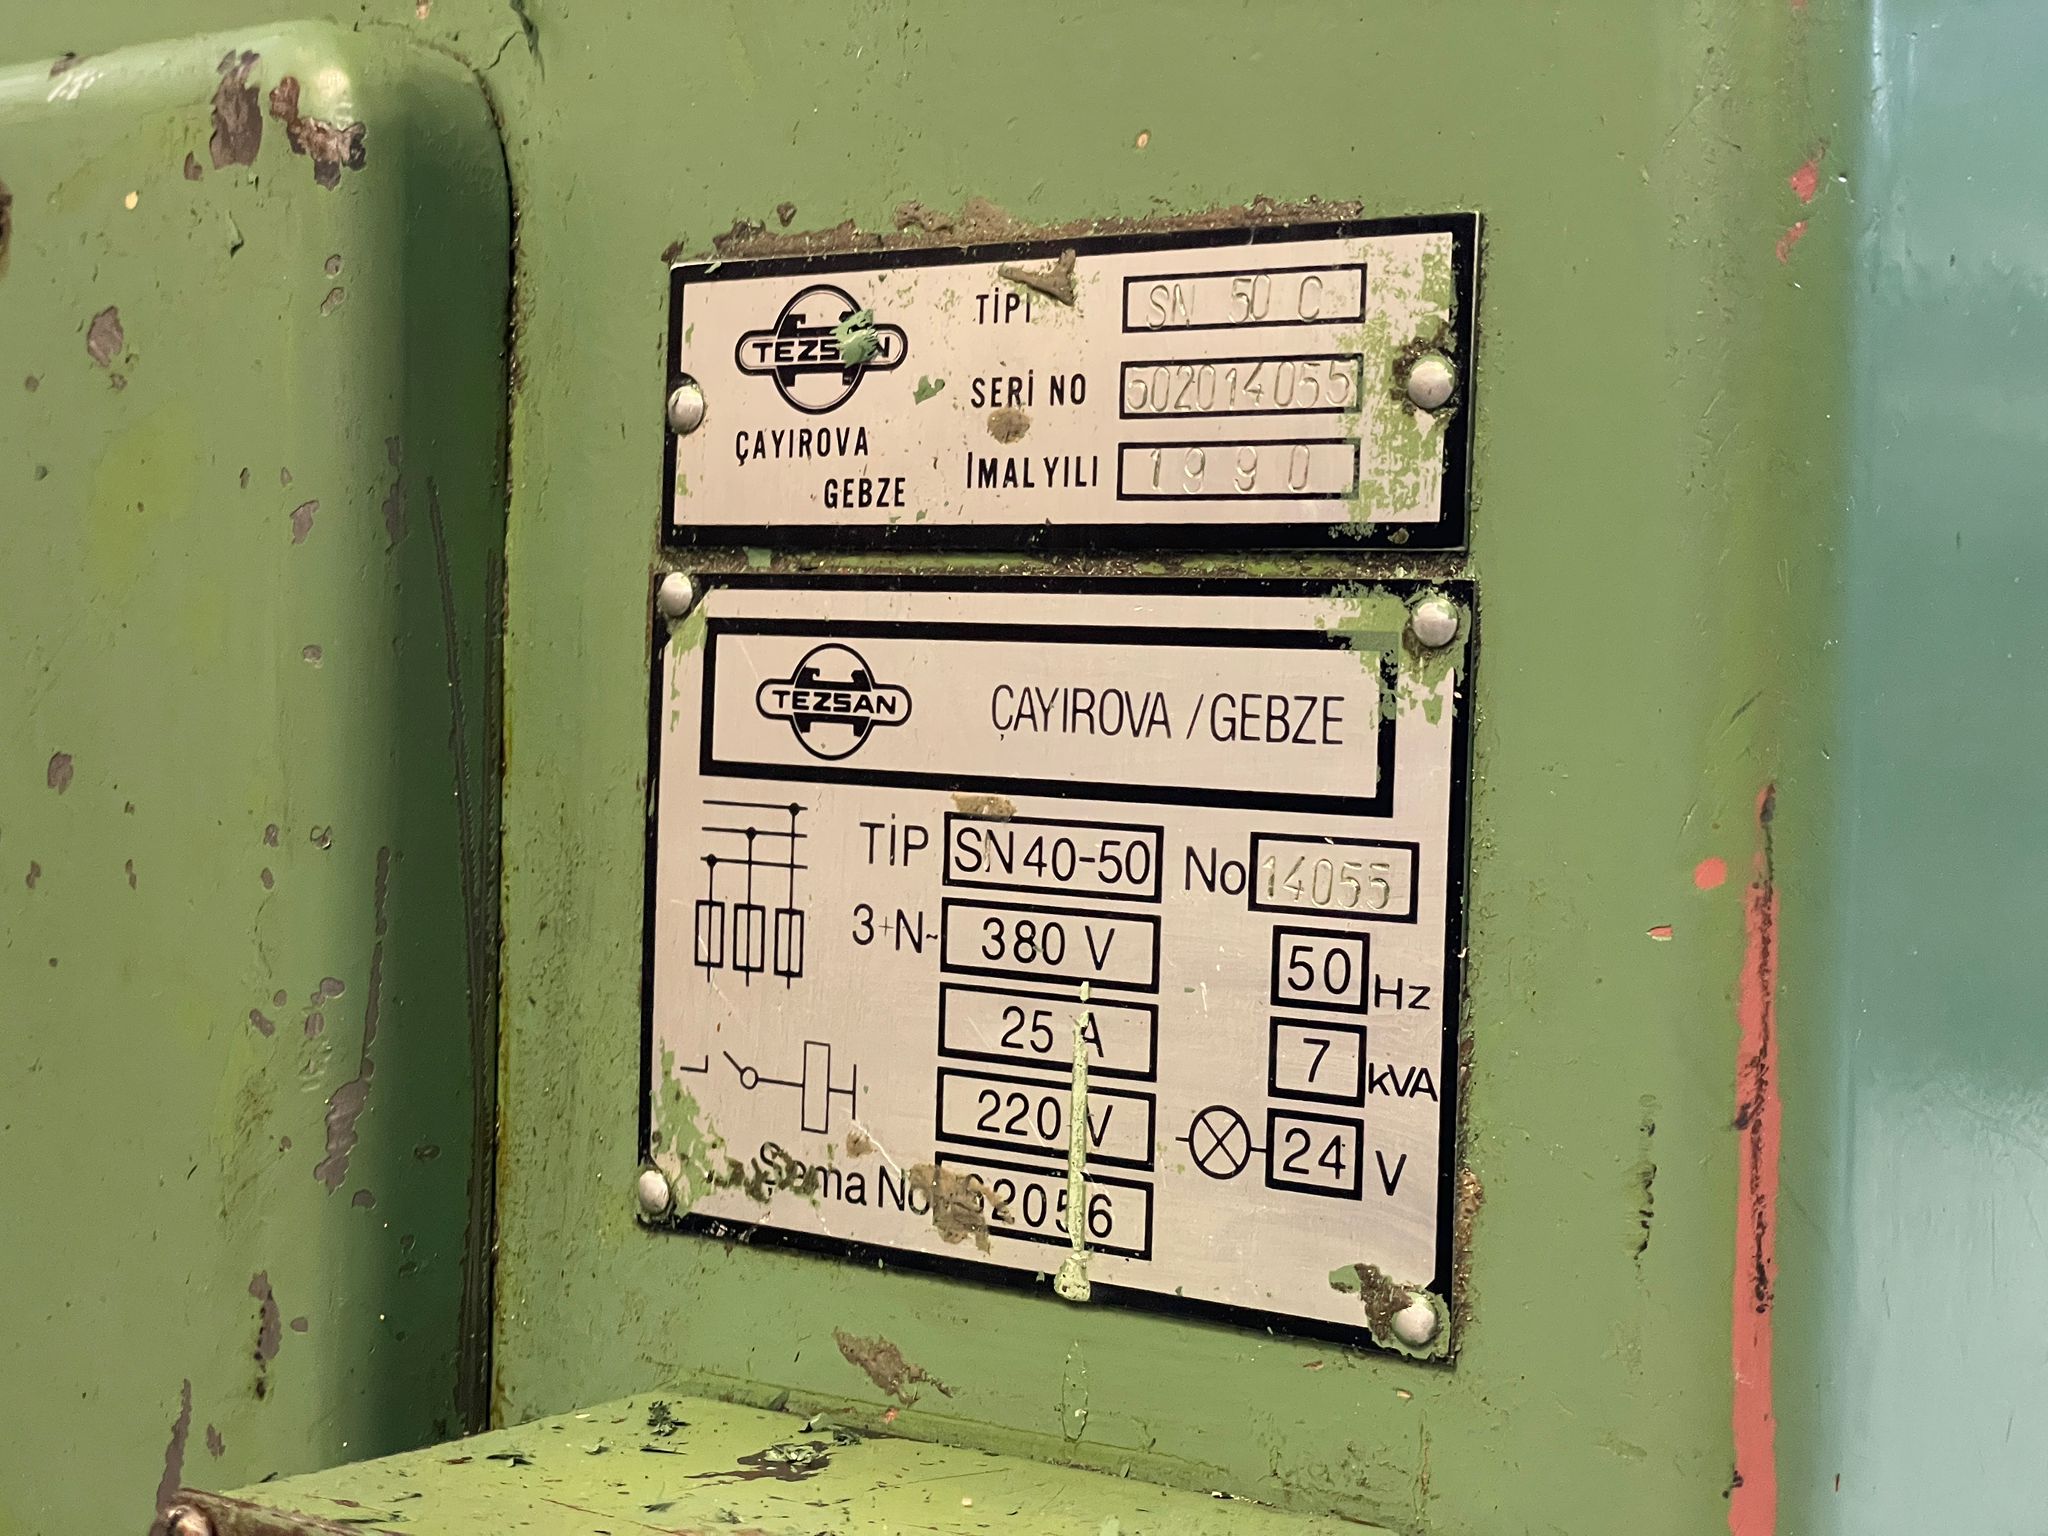 TEZSAN
ÇAYIROVA
GEBZE
TİPİ SN 50 C
SERİ NO 502014055
İMAL YILI 1990
TEZSAN
ÇAYIROVA / GEBZE
TİP SN40-50 No 14055
3+N~ 380 V 50 Hz
25 A 7 kVA
220 V 24 V
Şema No